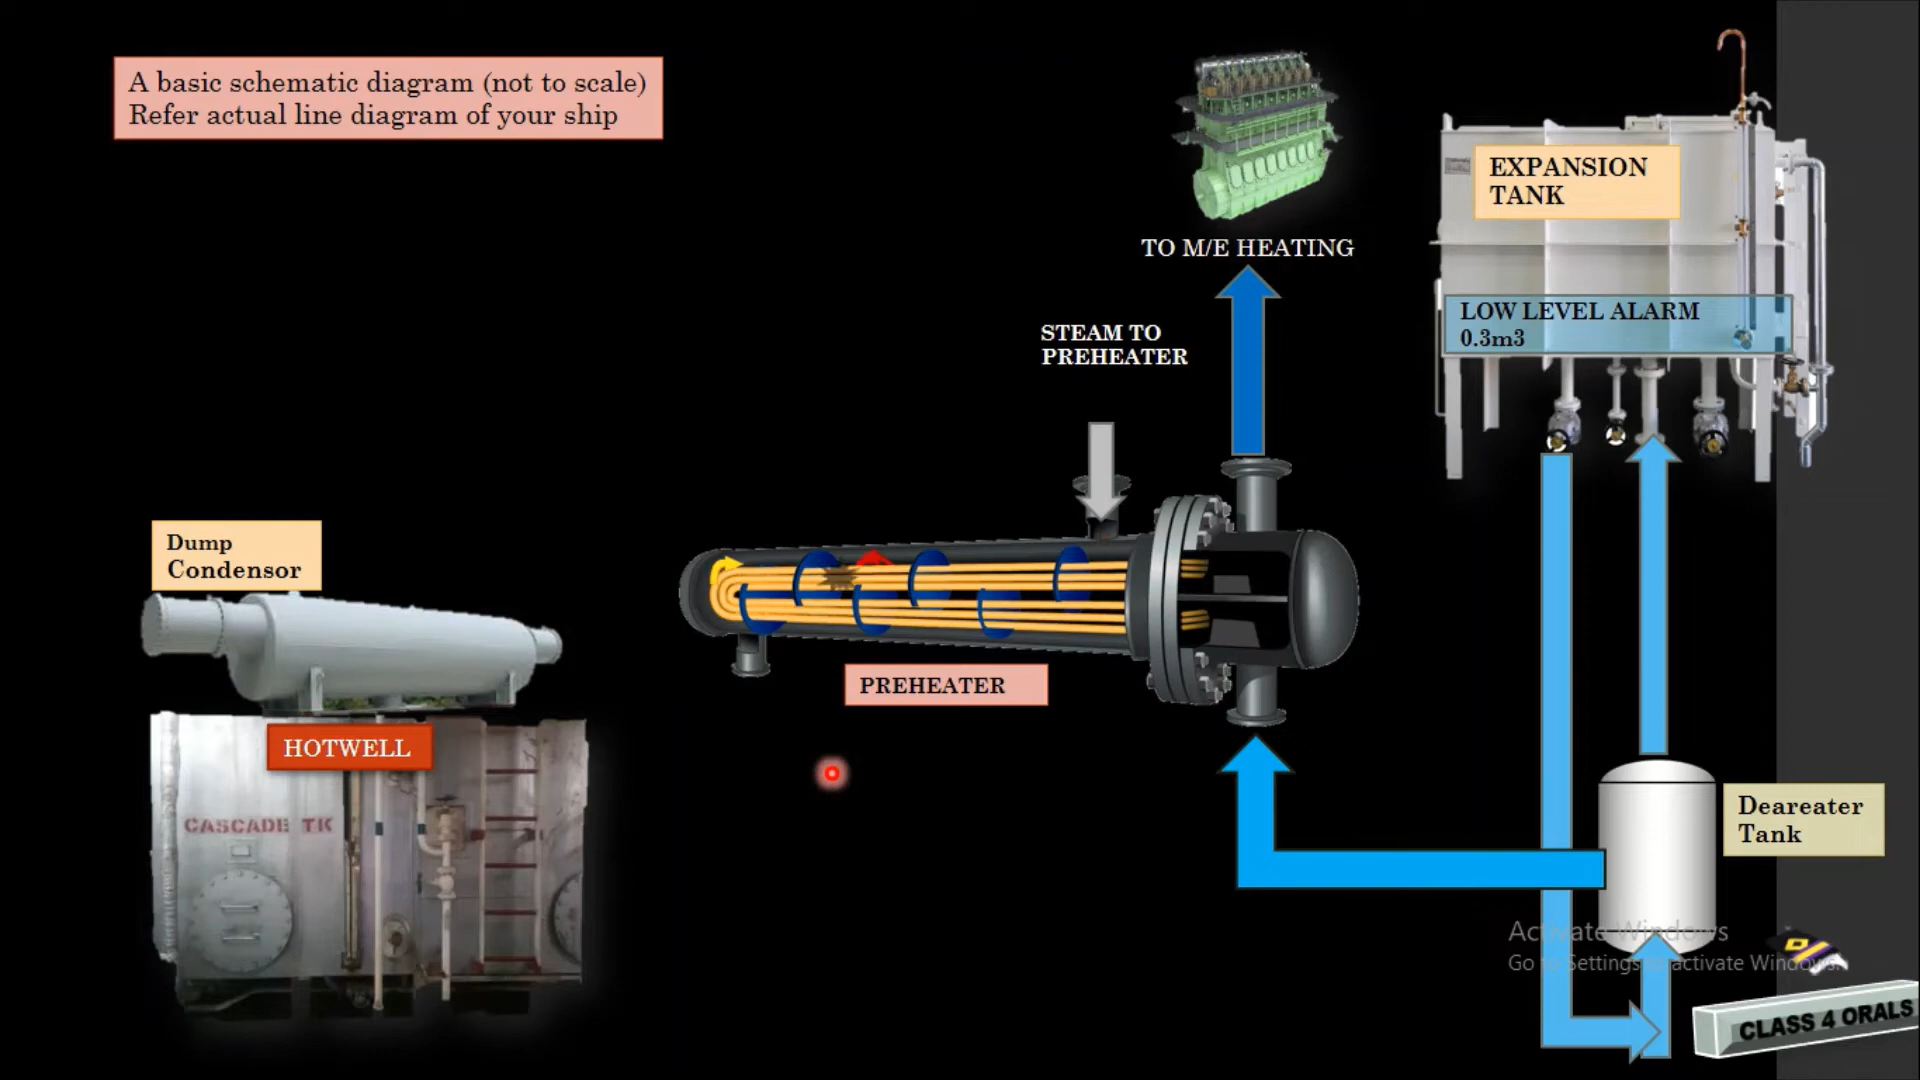 A basic schematic diagram (not to scale)
Refer actual line diagram of your ship
TO M/E HEATING
EXPANSION
TANK
LOW LEVEL ALARM
0.3m3
STEAM TO
PREHEATER
Dump
Condensor
PREHEATER
HOTWELL
CASCADE TK
Deareater
Tank
Activate Windows
Go to Settings to activate Windows.
CLASS 4 ORALS